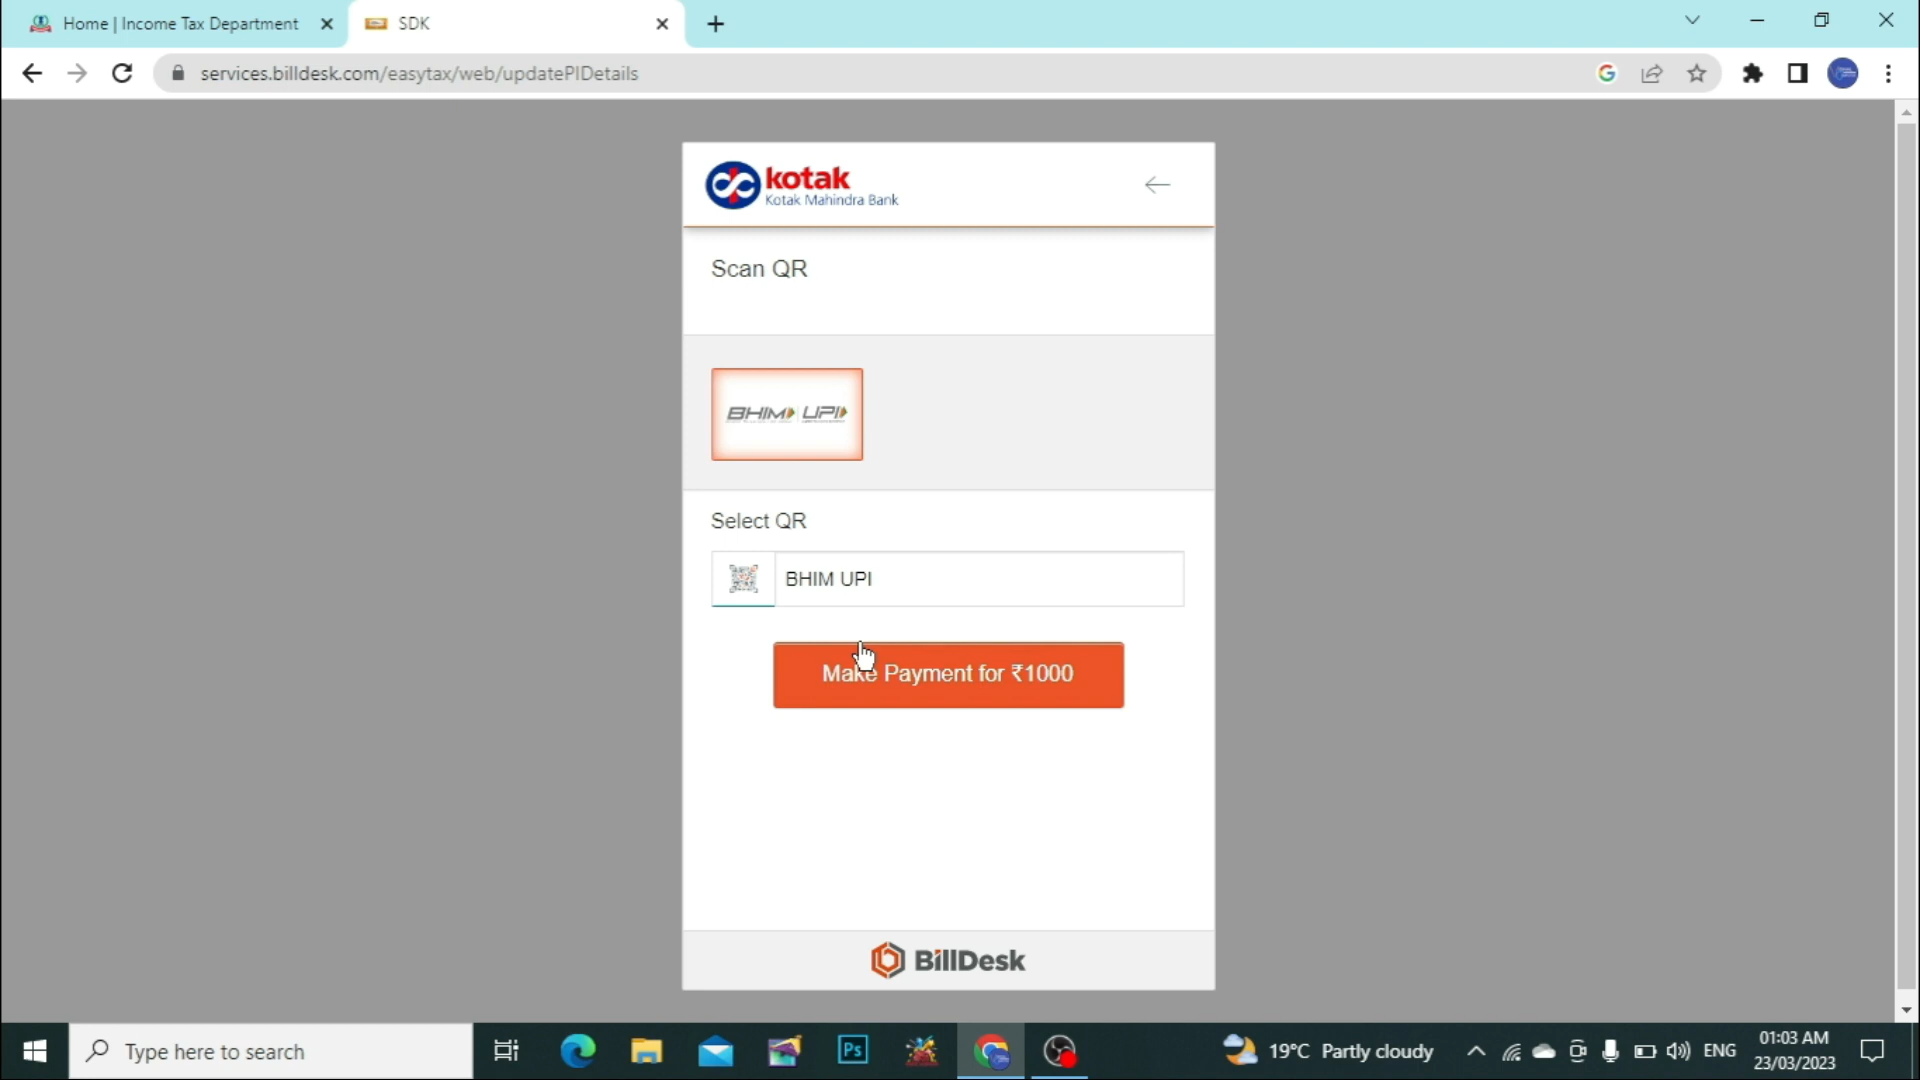 Home | Income Tax Department
SDK
services.billdesk.com/easytax/web/updatePIDetails
kotak
Kotak Mahindra Bank
Scan QR
BHIM UPI
Select QR
BHIM UPI
Make Payment for ₹1000
BillDesk
Type here to search
Ps
19°C Partly cloudy
ENG
01:03 AM
23/03/2023